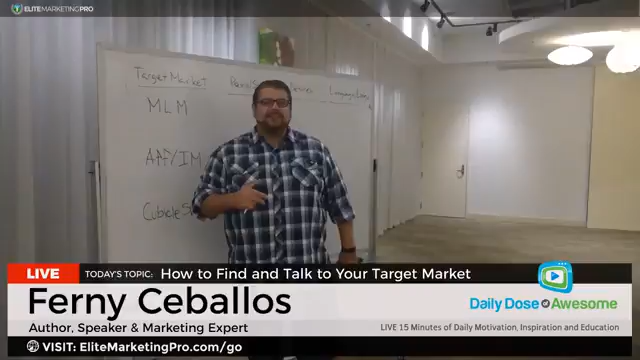 ELITEMARKETINGPRO
Target Market
MLM
AFF/IM
LIVE
TODAY'S TOPIC: How to Find and Talk to Your Target Market
Ferny Ceballos
Author, Speaker & Marketing Expert
Daily Dose of Awesome
LIVE 15 Minutes of Daily Motivation, Inspiration and Education
VISIT: EliteMarketingPro.com/go